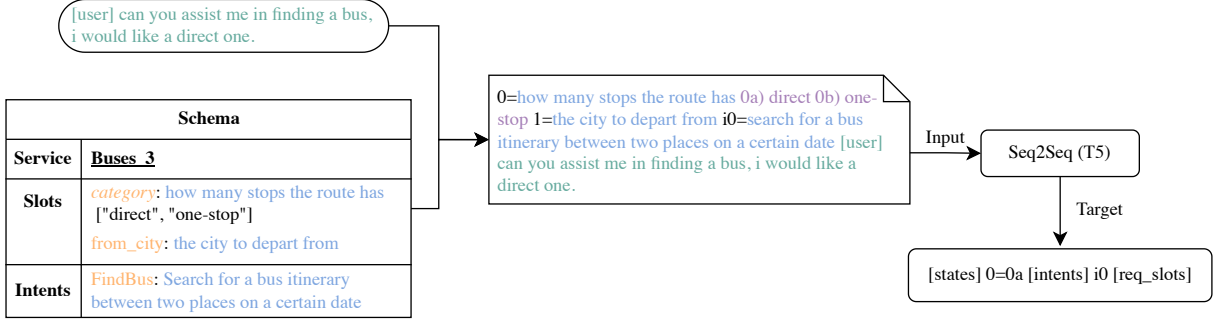 [user] can you assist me in finding a bus,
i would like a direct one.
Schema
Service
Buses_3
Slots
category: how many stops the route has
["direct", "one-stop"]
from_city: the city to depart from
Intents
FindBus: Search for a bus itinerary
between two places on a certain date
0=how many stops the route has 0a) direct 0b) one-
stop 1=the city to depart from i0=search for a bus
itinerary between two places on a certain date [user]
can you assist me in finding a bus, i would like a
direct one.
Input
Seq2Seq (T5)
Target
[states] 0=0a [intents] i0 [req_slots]